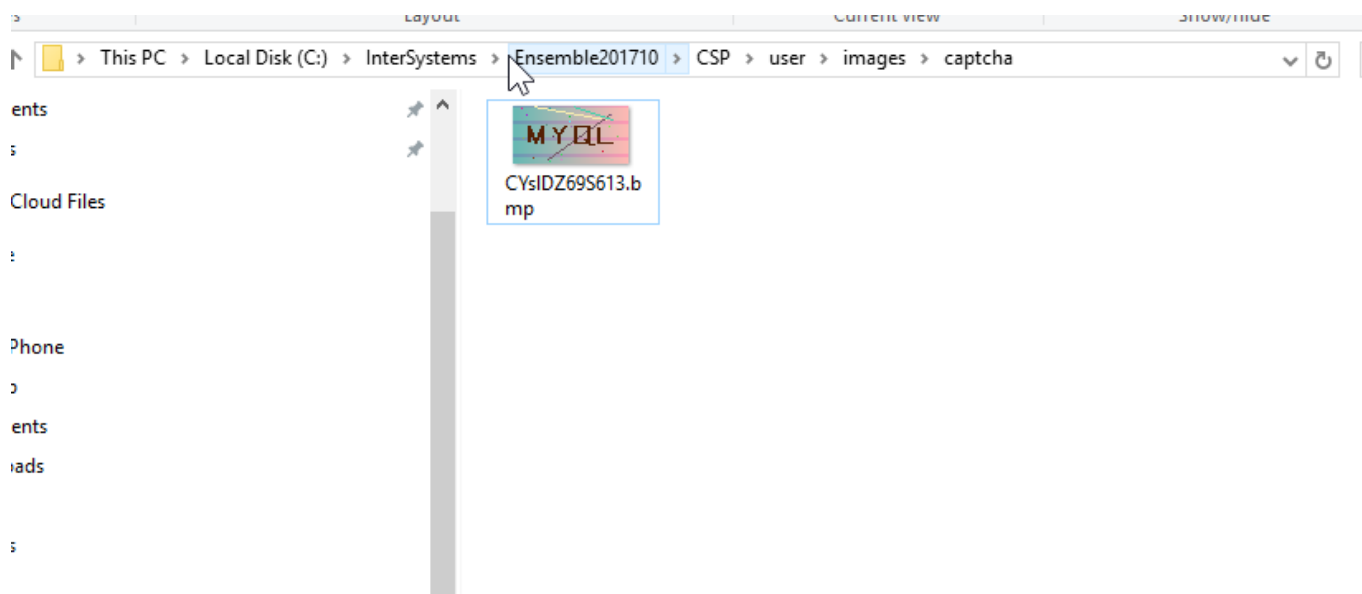 Layout
Current view
Show/hide
This PC > Local Disk (C:) > InterSystems > Ensemble201710 > CSP > user > images > captcha
ents
s
Cloud Files
e
Phone
ents
oads
s
MYQL
CYsIDZ69S613.b
mp